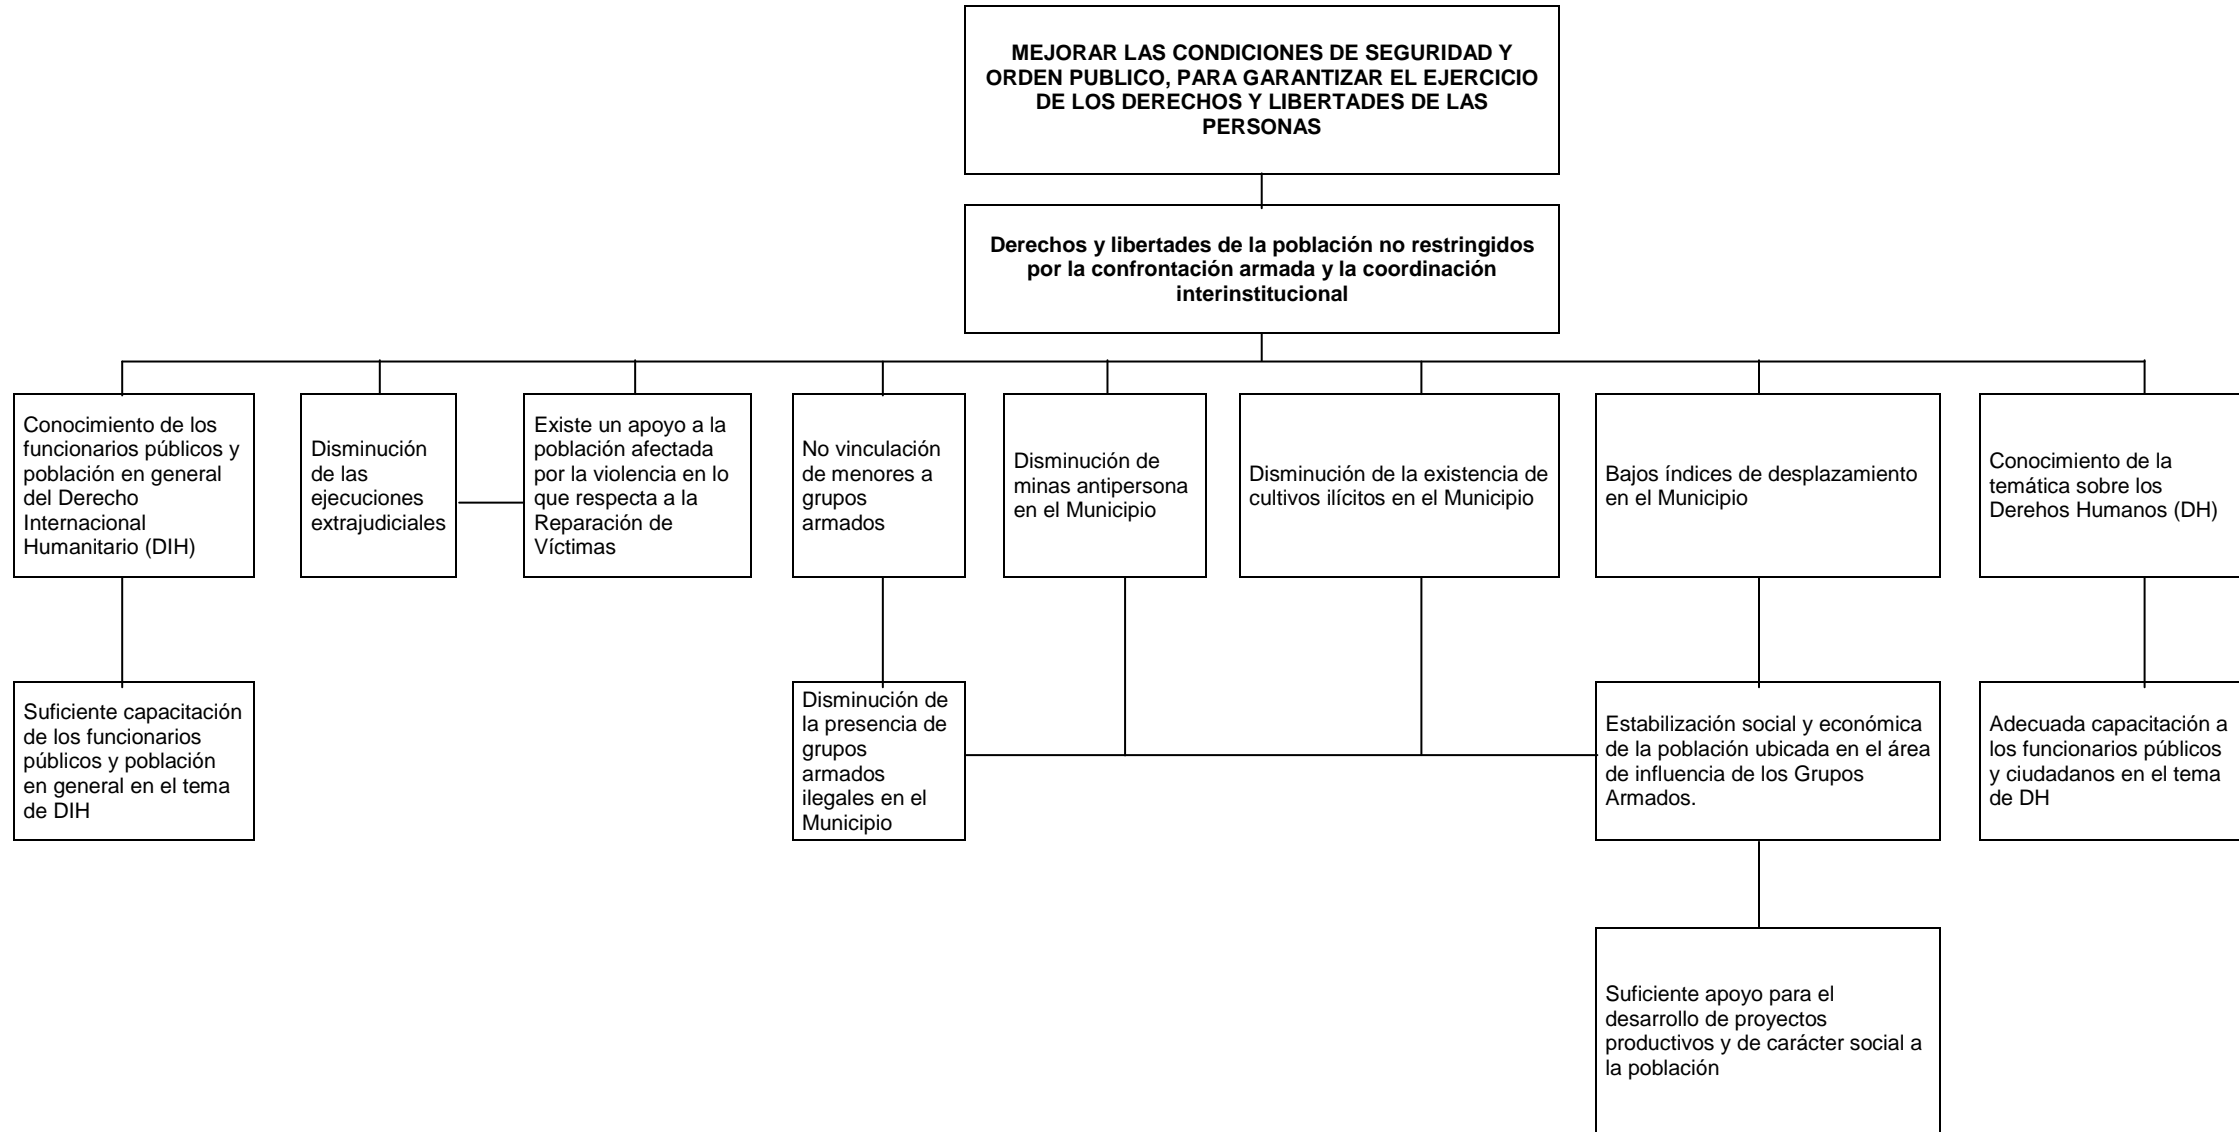 MEJORAR LAS CONDICIONES DE SEGURIDAD Y
ORDEN PUBLICO, PARA GARANTIZAR EL EJERCICIO
DE LOS DERECHOS Y LIBERTADES DE LAS
PERSONAS
Derechos y libertades de la población no restringidos
por la confrontación armada y la coordinación
interinstitucional
Conocimiento de los
funcionarios públicos y
población en general
del Derecho
Internacional
Humanitario (DIH)
Disminución
de las
ejecuciones
extrajudiciales
Existe un apoyo a la
población afectada
por la violencia en lo
que respecta a la
Reparación de
Víctimas
No vinculación
de menores a
grupos
armados
Disminución de
minas antipersona
en el Municipio
Disminución de la existencia de
cultivos ilícitos en el Municipio
Bajos índices de desplazamiento
en el Municipio
Conocimiento de la
temática sobre los
Derehos Humanos (DH)
Suficiente capacitación
de los funcionarios
públicos y población
en general en el tema
de DIH
Disminución de
la presencia de
grupos
armados
ilegales en el
Municipio
Estabilización social y económica
de la población ubicada en el área
de influencia de los Grupos
Armados.
Adecuada capacitación a
los funcionarios públicos
y ciudadanos en el tema
de DH
Suficiente apoyo para el
desarrollo de proyectos
productivos y de carácter social a
la población